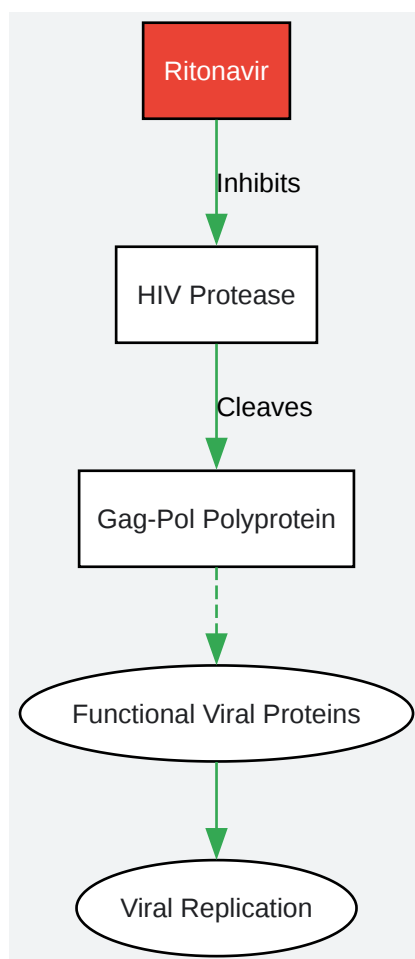 Ritonavir
Inhibits
HIV Protease
Cleaves
Gag-Pol Polyprotein
Functional Viral Proteins
Viral Replication